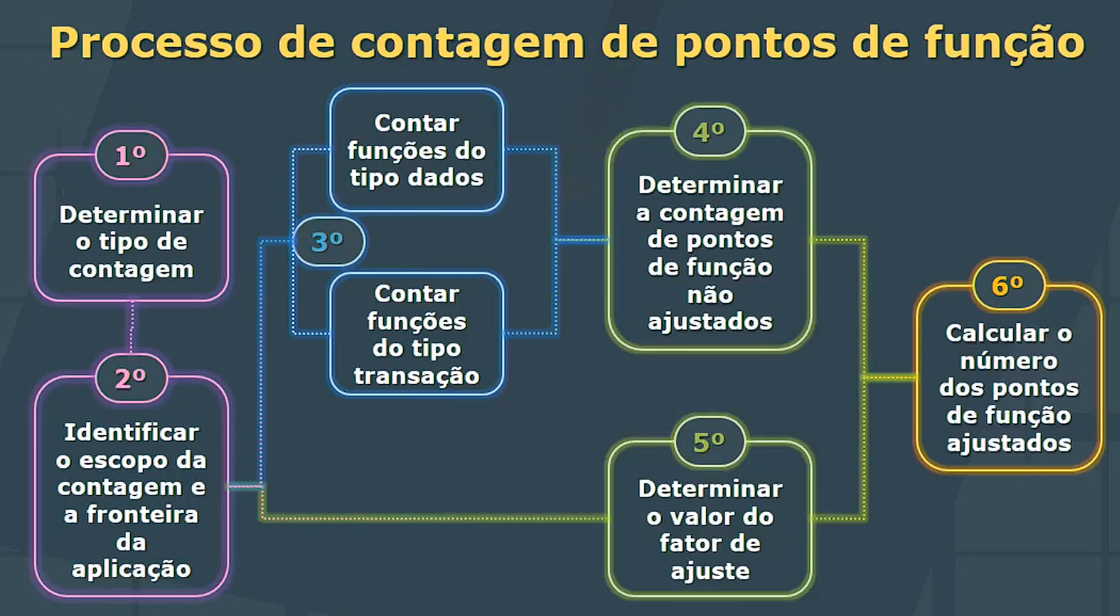 Processo de contagem de pontos de função
1º
Determinar
o tipo de
contagem
2º
Identificar
o escopo da
contagem e
a fronteira
da
aplicação
3º
Contar
funções do
tipo dados
Contar
funções
do tipo
transação
4º
Determinar
a contagem
de pontos
de função
não
ajustados
5º
Determinar
o valor do
fator de
ajuste
6º
Calcular o
número
dos pontos
de função
ajustados